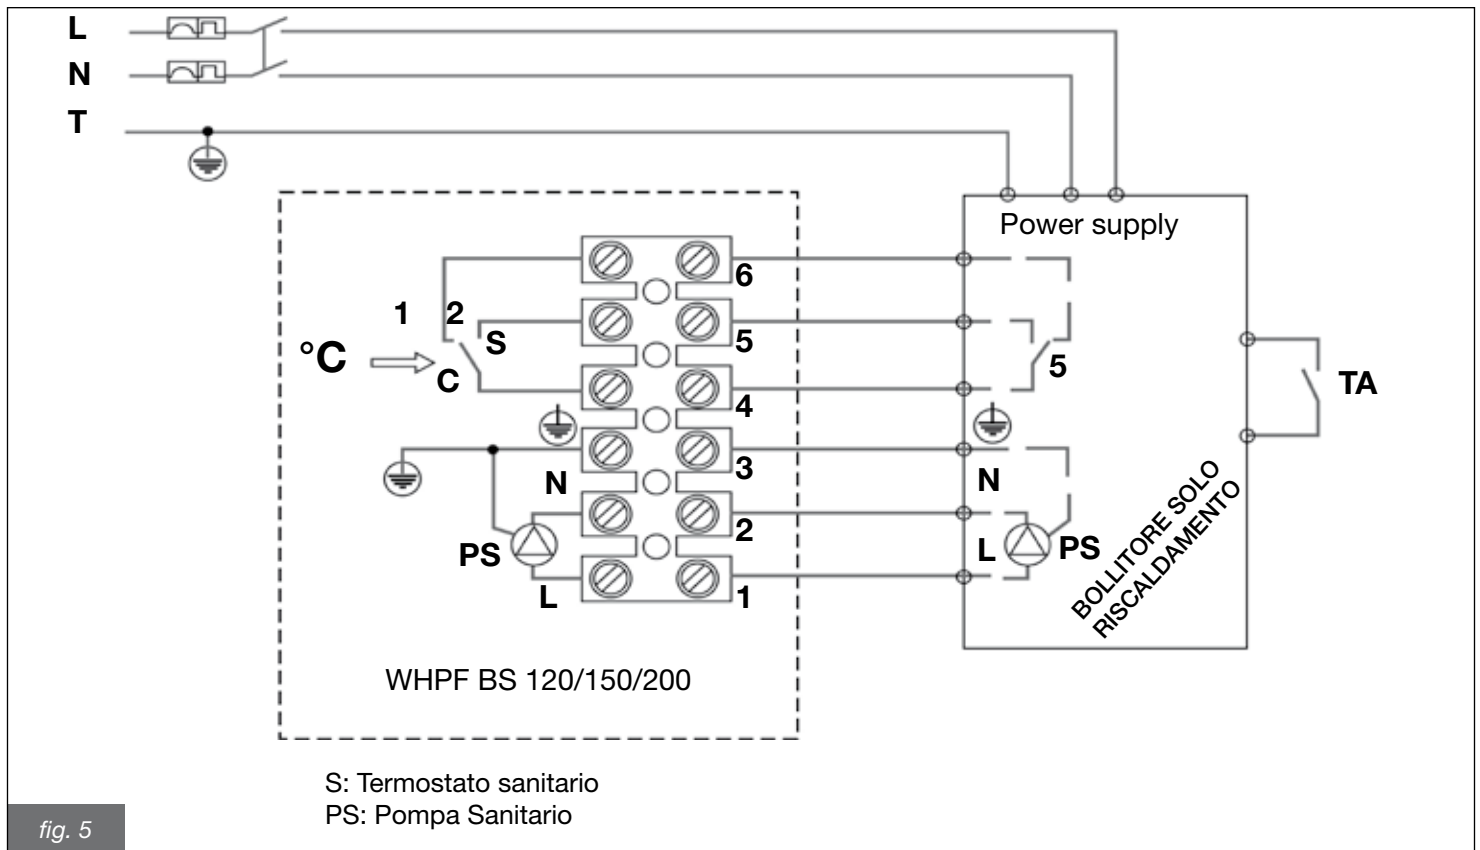 L
N
T
Power supply
6
1 2
S
5
5
°C
C
4
TA
3
N
N
2
PS
L
PS
L
1
BOLLITORE SOLO
RISCALDAMENTO
WHPF BS 120/150/200
S: Termostato sanitario
PS: Pompa Sanitario
fig. 5